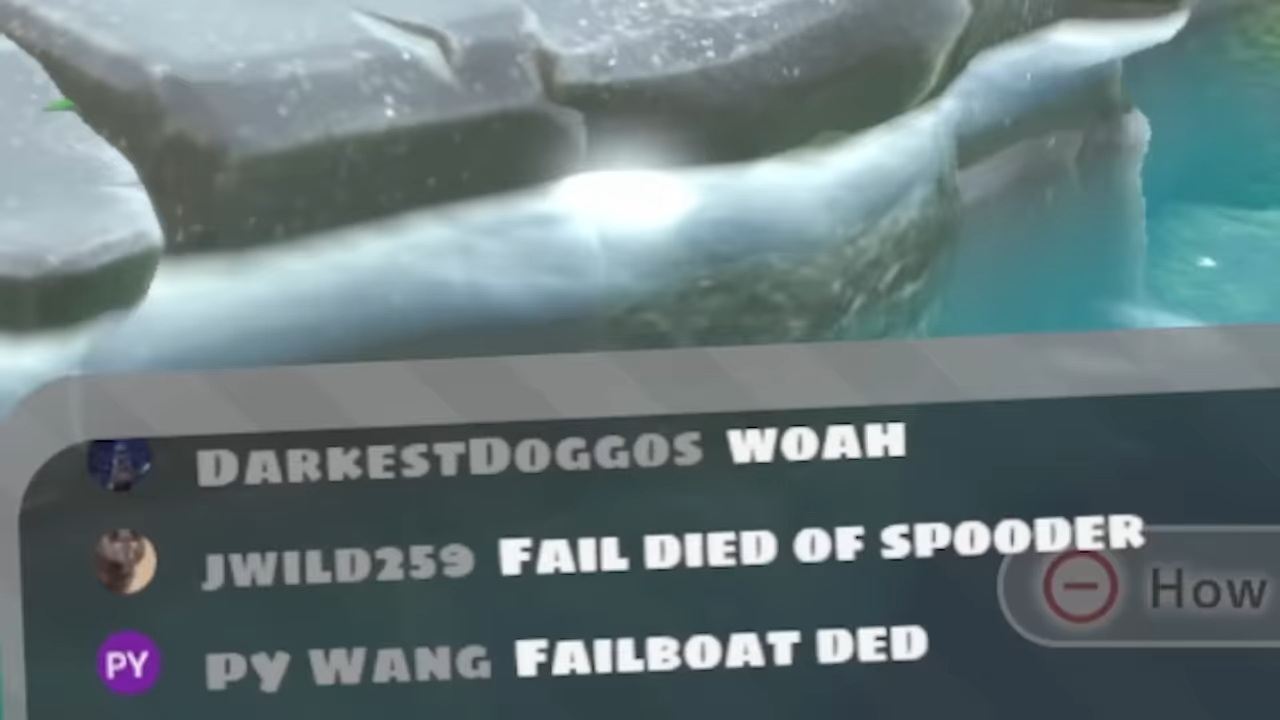 DarkestDoggos woah
jwild259 Fail died of spooder
How
py Wang Failboat ded
PY